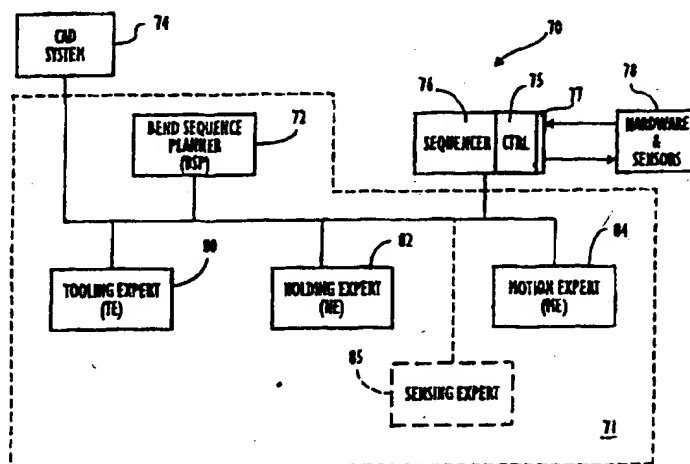 74
CAD
SYSTEM
70
76
75
77
78
SEQUENCER
CTRL
HARDWARE
&
SENSORS
72
BEND SEQUENCE
PLANNER
(BSP)
80
TOOLING EXPERT
(TE)
82
HOLDING EXPERT
(HE)
84
MOTION EXPERT
(ME)
85
SENSING EXPERT
71